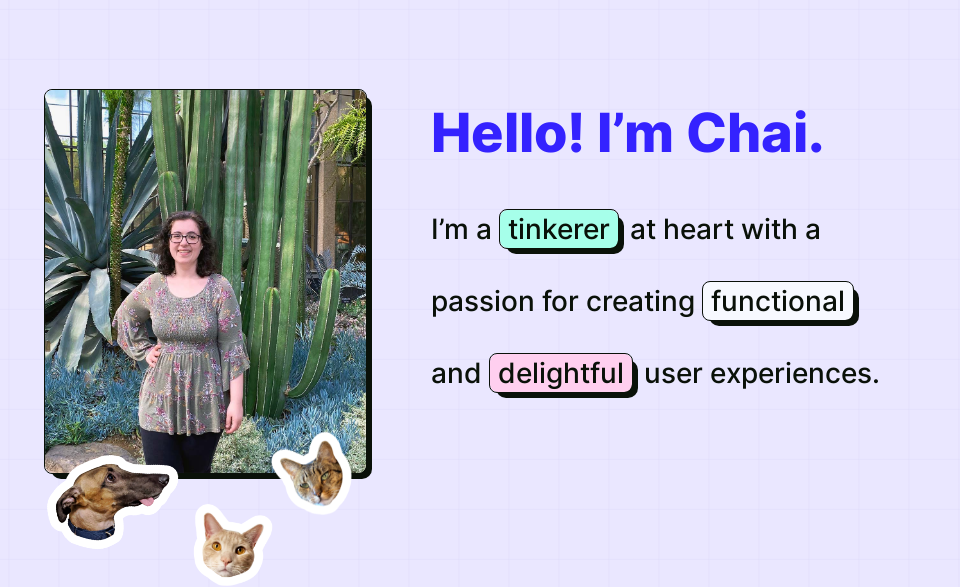 Hello! I’m Chai.
I’m a tinkerer at heart with a
passion for creating functional
and delightful user experiences.